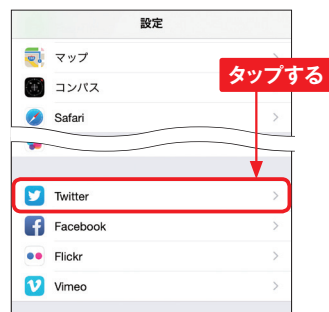 設定
マップ
タップする
コンパス
Safari
Twitter
Facebook
Flickr
Vimeo